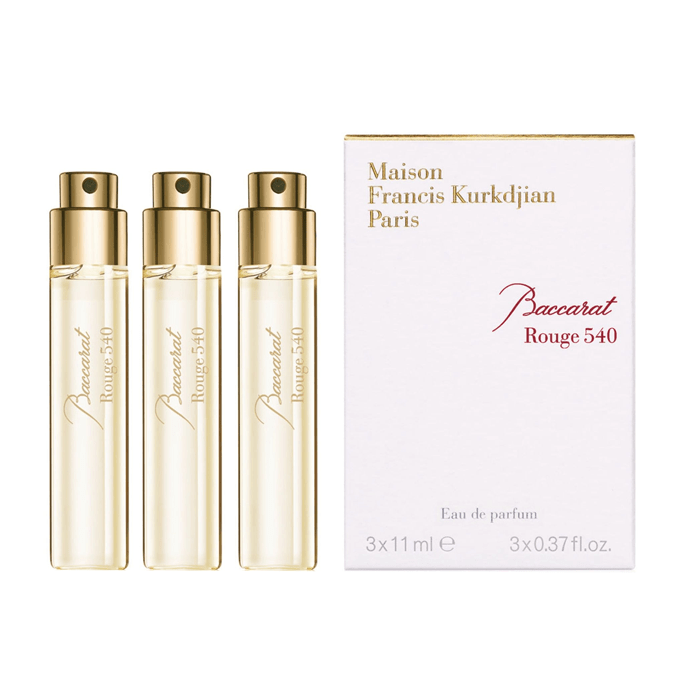 Baccarat
Rouge 540
Baccarat
Rouge 540
Baccarat
Rouge 540
Maison
Francis Kurkdjian
Paris
Baccarat
Rouge 540
Eau de parfum
3x11ml ℮ 3x0.37fl.oz.